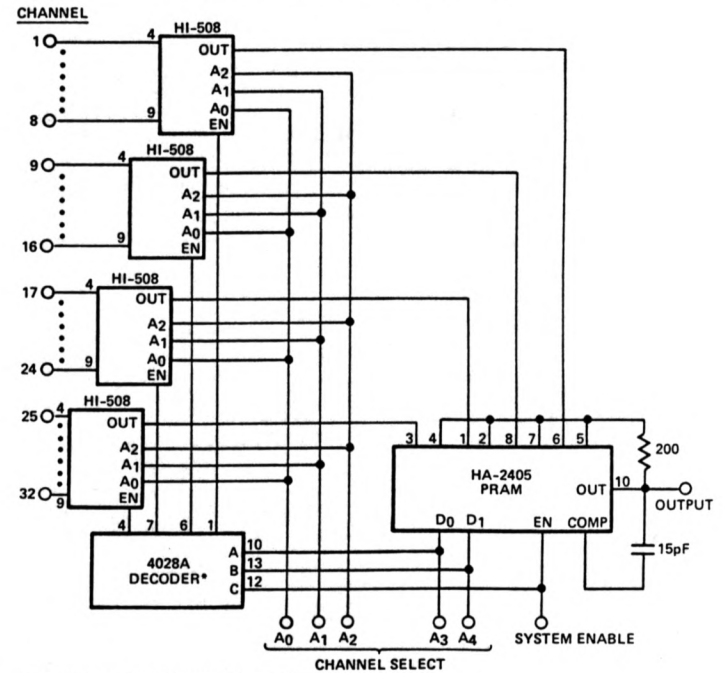 CHANNEL
HI-508
1 4 OUT
A2
A1
A0
8 9 EN
HI-508
9 4 OUT
A2
A1
A0
16 9 EN
HI-508
17 4 OUT
A2
A1
A0
24 9 EN
HI-508
25 4 OUT
A2
A1
A0
32 9 EN
3 4 1 2 8 7 6 5
200
HA-2405
PRAM
OUT 10
OUTPUT
D0 D1 EN COMP
15pF
4 7 6 1
4028A
DECODER*
A 10
B 13
C 12
A0 A1 A2 A3 A4 SYSTEM ENABLE
CHANNEL SELECT